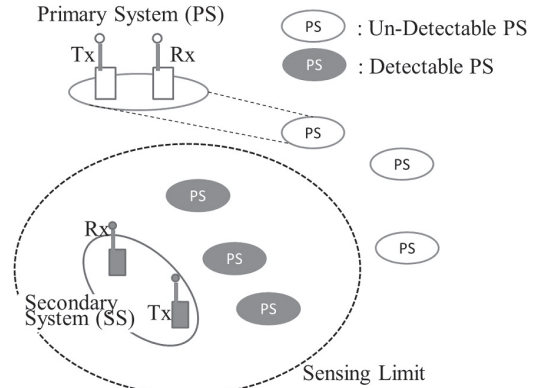 Primary System (PS)
Tx
Rx
PS : Un-Detectable PS
PS : Detectable PS
PS
PS
PS
PS
PS
PS
Rx
Secondary
System (SS)
Tx
Sensing Limit